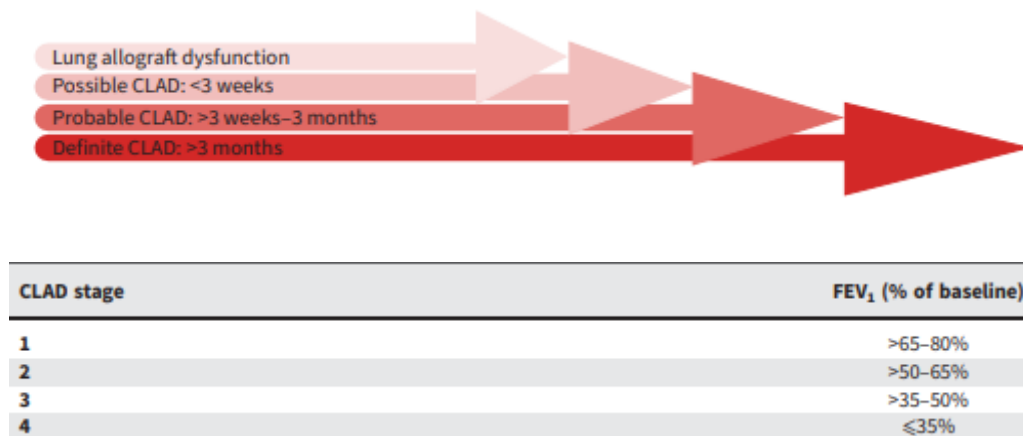 Lung allograft dysfunction
Possible CLAD: <3 weeks
Probable CLAD: >3 weeks–3 months
Definite CLAD: >3 months
CLAD stage FEV₁ (% of baseline)
1 >65–80%
2 >50–65%
3 >35–50%
4 ⩽35%